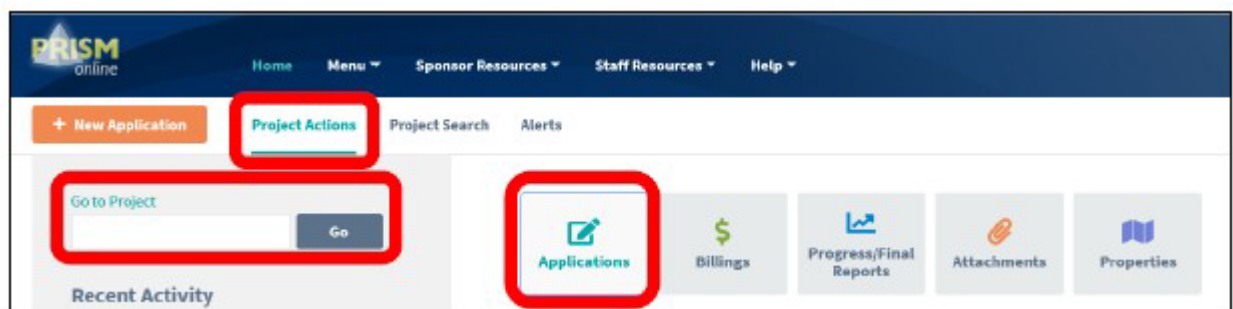 PRISM
online
Home Menu Sponsor Resources Staff Resources Help
+ New Application Project Actions Project Search Alerts
Go to Project
Go
Applications Billings Progress/Final Reports Attachments Properties
Recent Activity